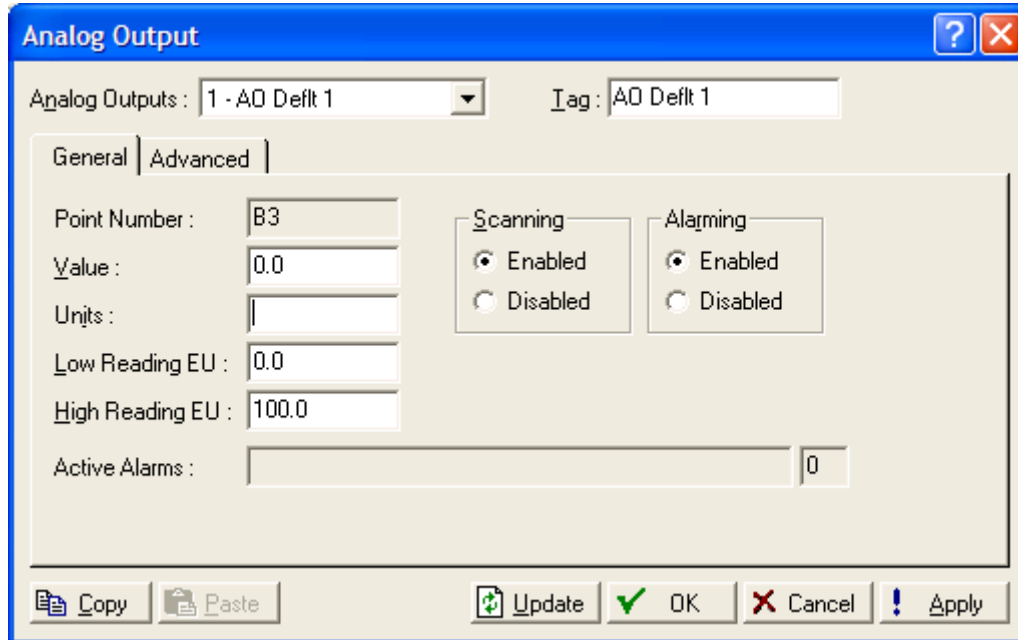 Analog Output
Analog Outputs : 1 - AO Deflt 1 Tag : AO Deflt 1
General Advanced
Point Number : B3
Value : 0.0
Units :
Low Reading EU : 0.0
High Reading EU : 100.0
Scanning
Enabled
Disabled
Alarming
Enabled
Disabled
Active Alarms : 0
Copy Paste Update OK Cancel Apply